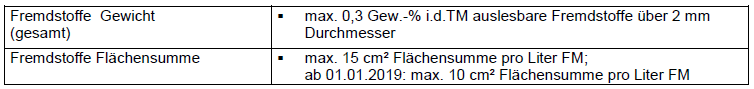 Fremdstoffe Gewicht
(gesamt)
▪ max. 0,3 Gew.-% i.d.TM auslesbare Fremdstoffe über 2 mm
Durchmesser
Fremdstoffe Flächensumme
▪ max. 15 cm² Flächensumme pro Liter FM;
ab 01.01.2019: max. 10 cm² Flächensumme pro Liter FM